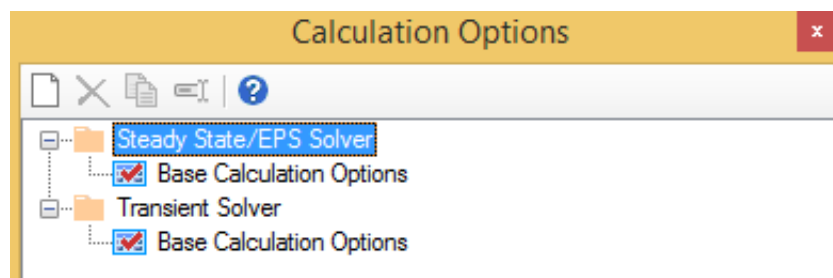 Calculation Options
x
?
Steady State/EPS Solver
Base Calculation Options
Transient Solver
Base Calculation Options